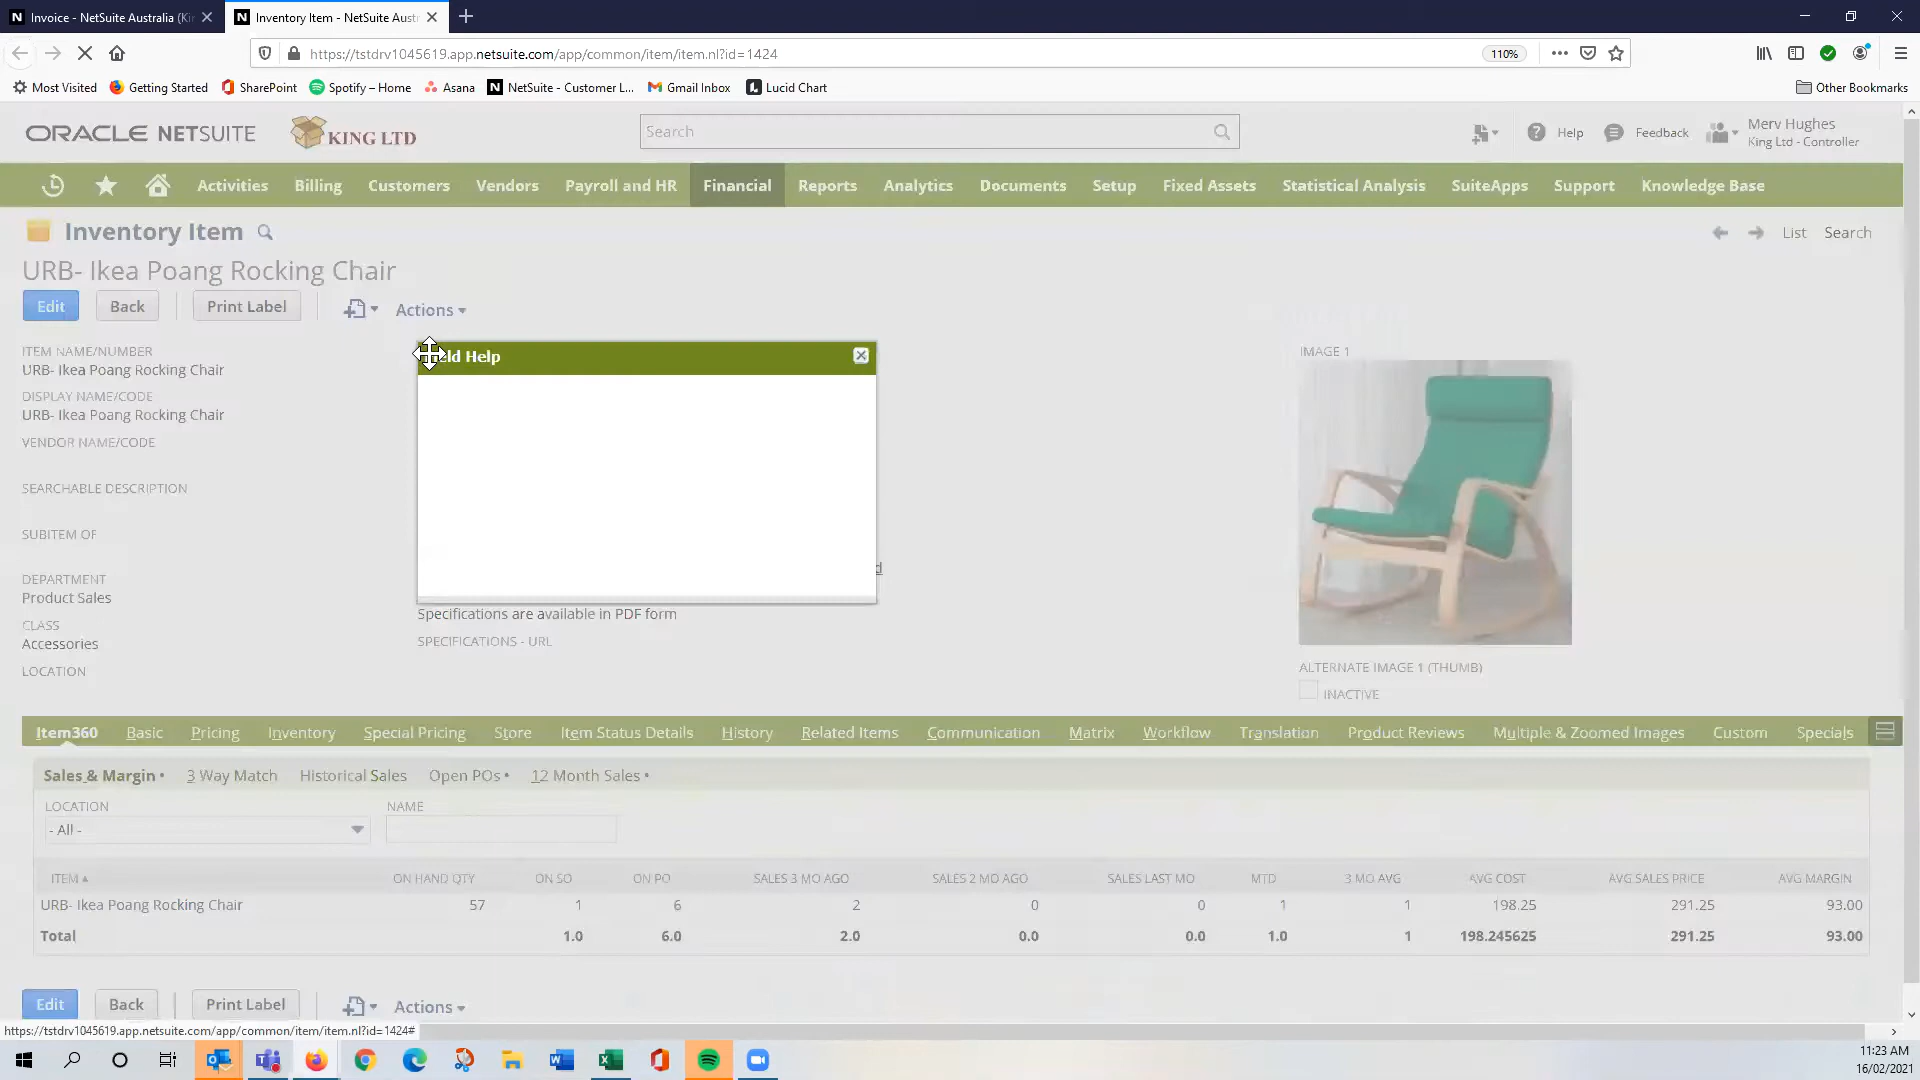 Invoice - NetSuite Australia (Kin
Inventory Item - NetSuite Austr
https://tstdrv1045619.app.netsuite.com/app/common/item/item.nl?id=1424
110%
Most Visited
Getting Started
SharePoint
Spotify – Home
Asana
NetSuite - Customer L...
Gmail Inbox
Lucid Chart
Other Bookmarks
ORACLE NETSUITE
KING LTD
Search
Help
Feedback
Merv Hughes
King Ltd - Controller
Activities Billing Customers Vendors Payroll and HR Financial Reports Analytics Documents Setup Fixed Assets Statistical Analysis SuiteApps Support Knowledge Base
Inventory Item
List Search
URB- Ikea Poang Rocking Chair
Edit Back Print Label Actions
ITEM NAME/NUMBER
URB- Ikea Poang Rocking Chair
DISPLAY NAME/CODE
URB- Ikea Poang Rocking Chair
VENDOR NAME/CODE
SEARCHABLE DESCRIPTION
SUBITEM OF
DEPARTMENT
Product Sales
CLASS
Accessories
LOCATION
ld Help
d
Specifications are available in PDF form
SPECIFICATIONS - URL
IMAGE 1
ALTERNATE IMAGE 1 (THUMB)
INACTIVE
Item360 Basic Pricing Inventory Special Pricing Store Item Status Details History Related Items Communication Matrix Workflow Translation Product Reviews Multiple & Zoomed Images Custom Specials
Sales & Margin • 3 Way Match Historical Sales Open POs • 12 Month Sales •
LOCATION NAME
- All -
ITEM ON HAND QTY ON SO ON PO SALES 3 MO AGO SALES 2 MO AGO SALES LAST MO MTD 3 MO AVG AVG COST AVG SALES PRICE AVG MARGIN
URB- Ikea Poang Rocking Chair 57 1 6 2 0 0 1 1 198.25 291.25 93.00
Total 1.0 6.0 2.0 0.0 0.0 1.0 1 198.245625 291.25 93.00
Edit Back Print Label Actions
https://tstdrv1045619.app.netsuite.com/app/common/item/item.nl?id=1424#
11:23 AM
16/02/2021